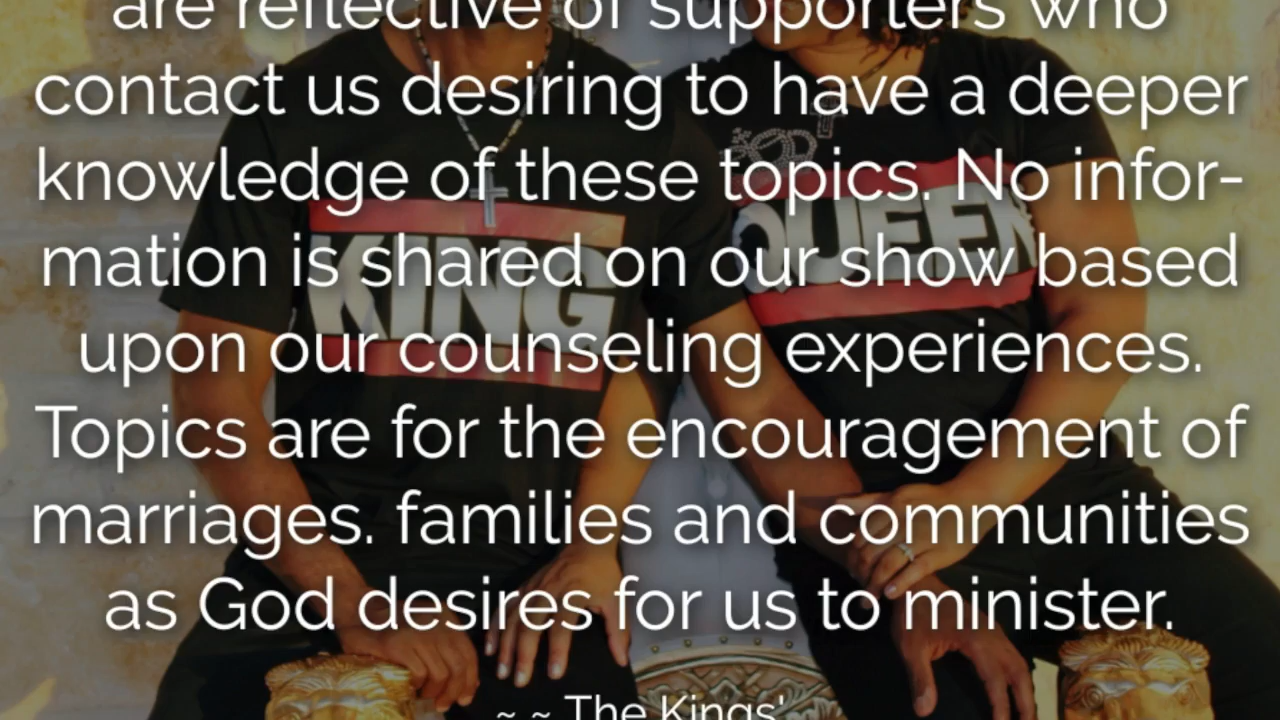 are reflective of supporters who
contact us desiring to have a deeper
knowledge of these topics. No infor-
mation is shared on our show based
upon our counseling experiences.
Topics are for the encouragement of
marriages. families and communities
as God desires for us to minister.
~ ~ The Kings'
KING
QUEEN